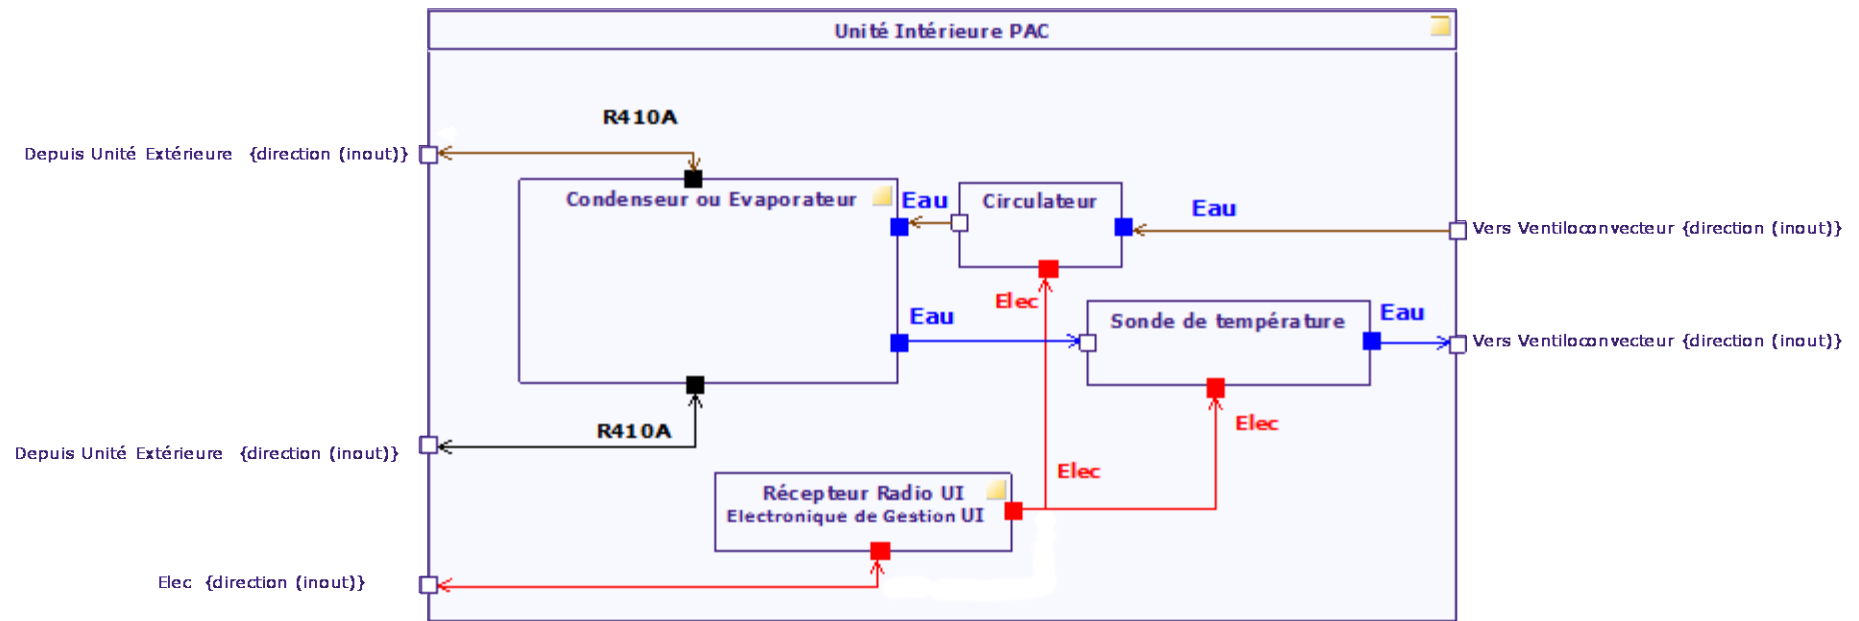 Unité Intérieure PAC
R410A
Depuis Unité Extérieure {direction (inout)}
Condenseur ou Evaporateur
Eau
Circulateur
Eau
Vers Ventiloconvecteur {direction (inout)}
Elec
Eau
Sonde de température
Eau
Vers Ventiloconvecteur {direction (inout)}
R410A
Elec
Depuis Unité Extérieure {direction (inout)}
Elec
Récepteur Radio UI
Electronique de Gestion UI
Elec {direction (inout)}